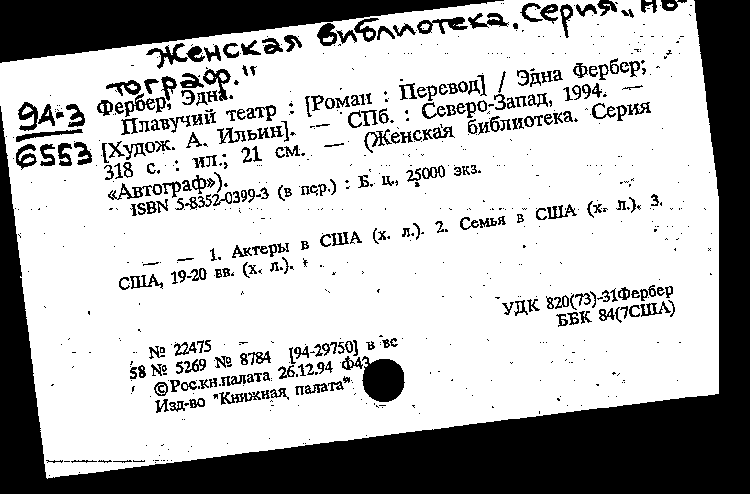 Женская библиотека. Серия „Ав-
тограф."
94-3
6553
Фербер, Эдна.
Плавучий театр : [Роман : Перевод] / Эдна Фербер;
[Худож. А. Ильин]. — СПб. : Северо-Запад, 1994. —
318 с. : ил.; 21 см. — (Женская библиотека. Серия
«Автограф»).
ISBN 5-8352-0399-3 (в пер.) : Б. ц., 25000 экз.
— — 1. Актеры в США (х. л.). 2. Семья в США (х. л.). 3.
США, 19-20 вв. (х. л.).
УДК 820(73)-31Фербер
ББК 84(7США)
№ 22475
58 № 5269 № 8784 [94-29750] в вс
©Рос.кн.палата 26.12.94 Ф43
Изд-во "Книжная палата"